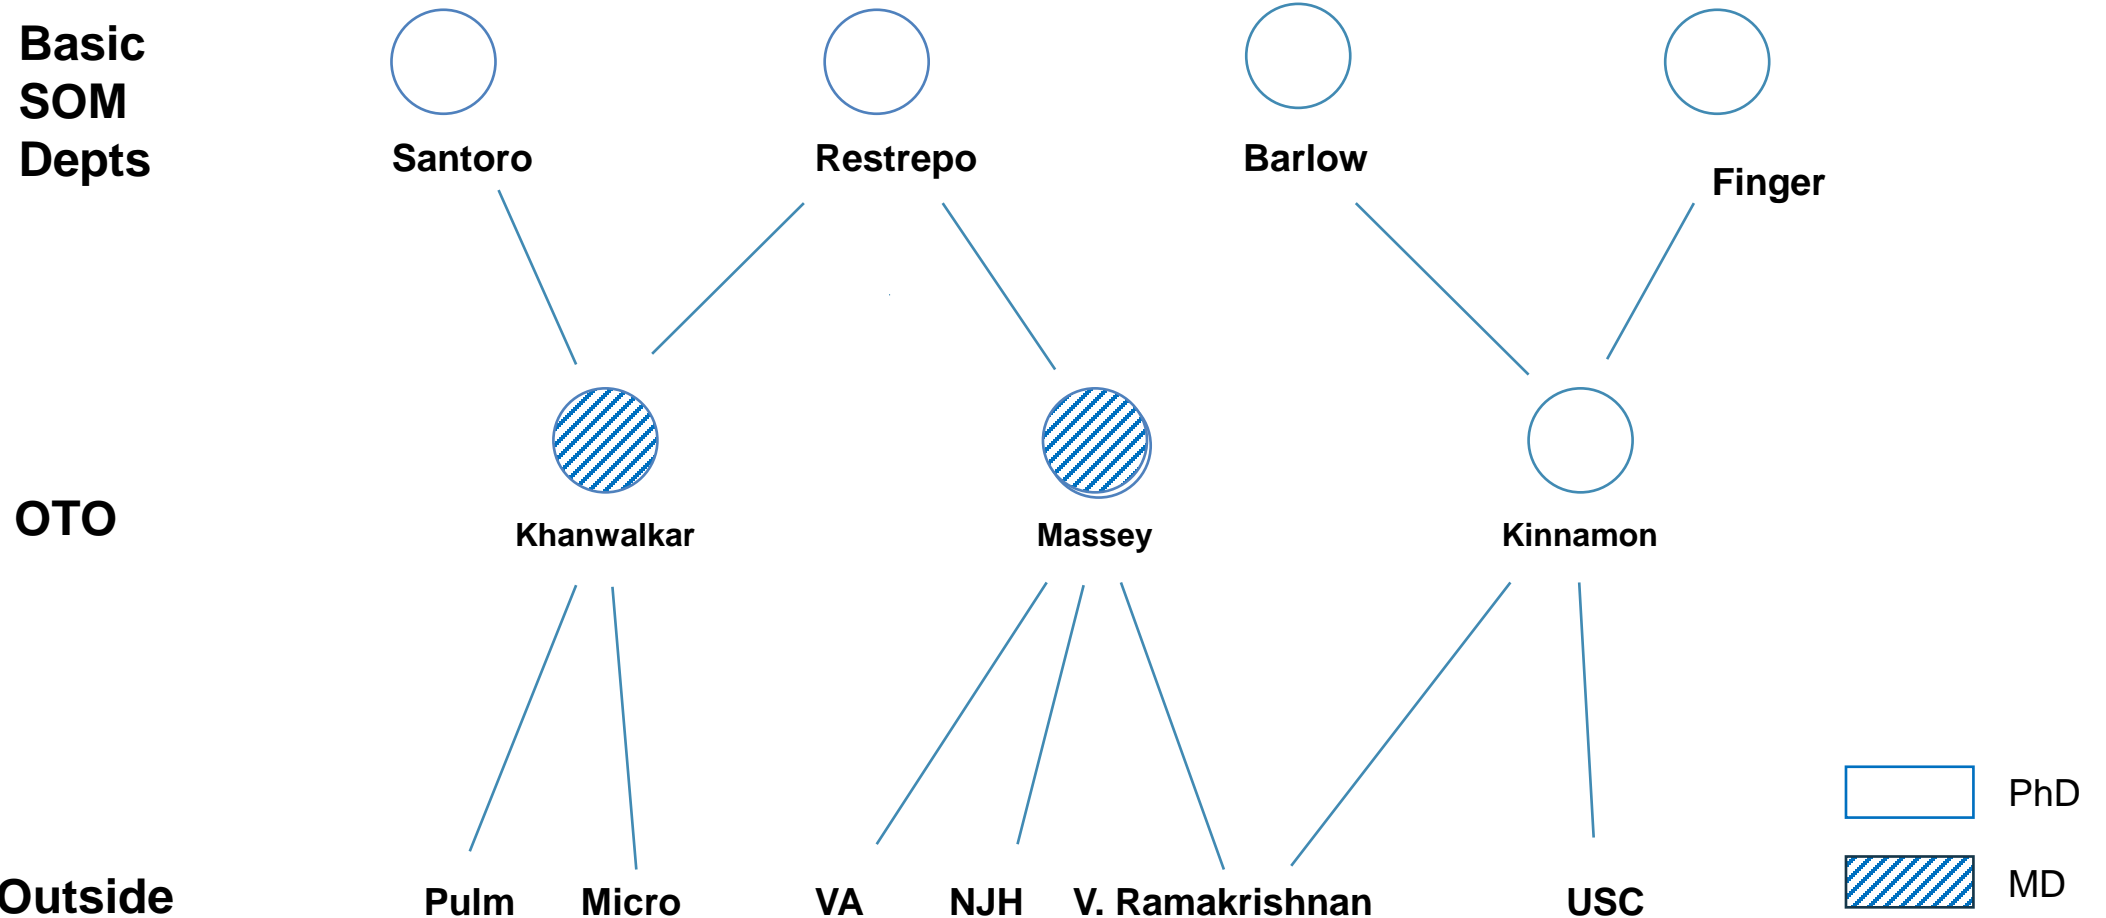 Basic
SOM
Depts
Santoro
Restrepo
Barlow
Finger
OTO
Khanwalkar
Massey
Kinnamon
PhD
MD
Outside
Pulm
Micro
VA
NJH
V. Ramakrishnan
USC